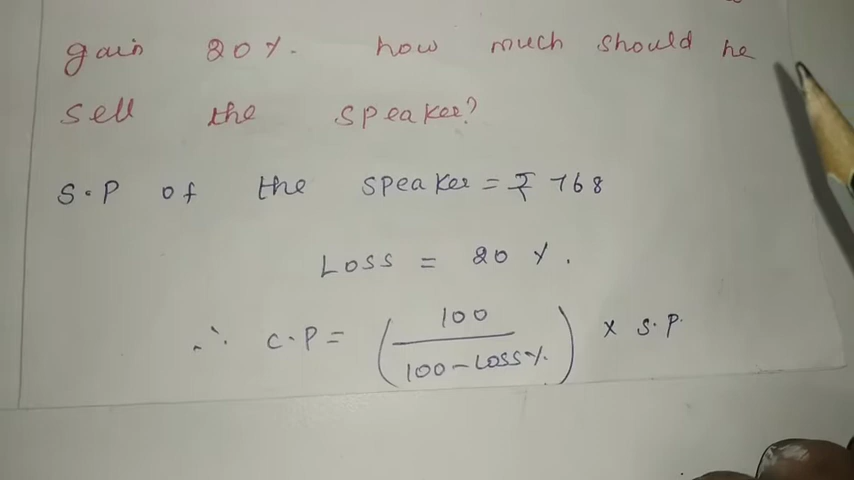 gain 20%. how much should he
sell the speaker?
S.P of the speaker = ₹ 768
Loss = 20 %.
∴ C.P = (100 / 100 - Loss%) × S.P.